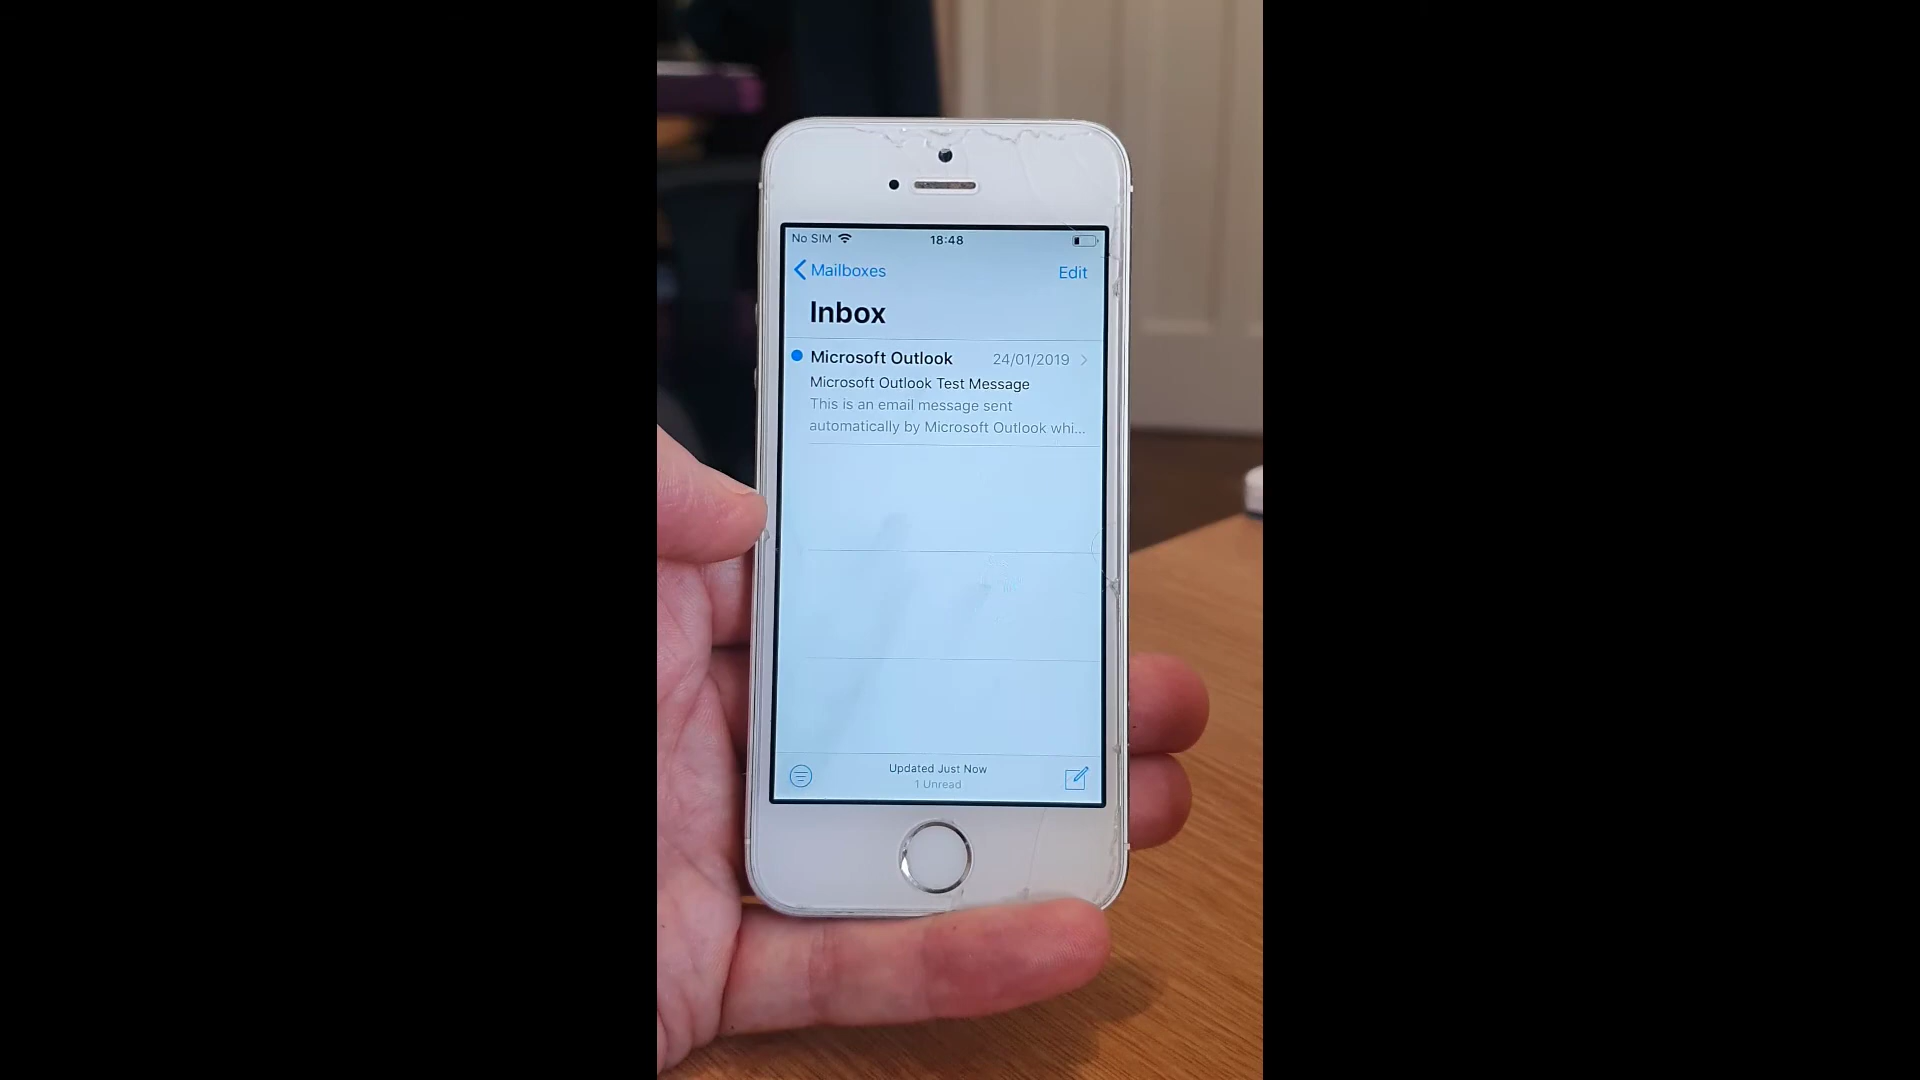 No SIM 18:48
Mailboxes Edit
Inbox
Microsoft Outlook 24/01/2019
Microsoft Outlook Test Message
This is an email message sent
automatically by Microsoft Outlook whi...
Updated Just Now
1 Unread